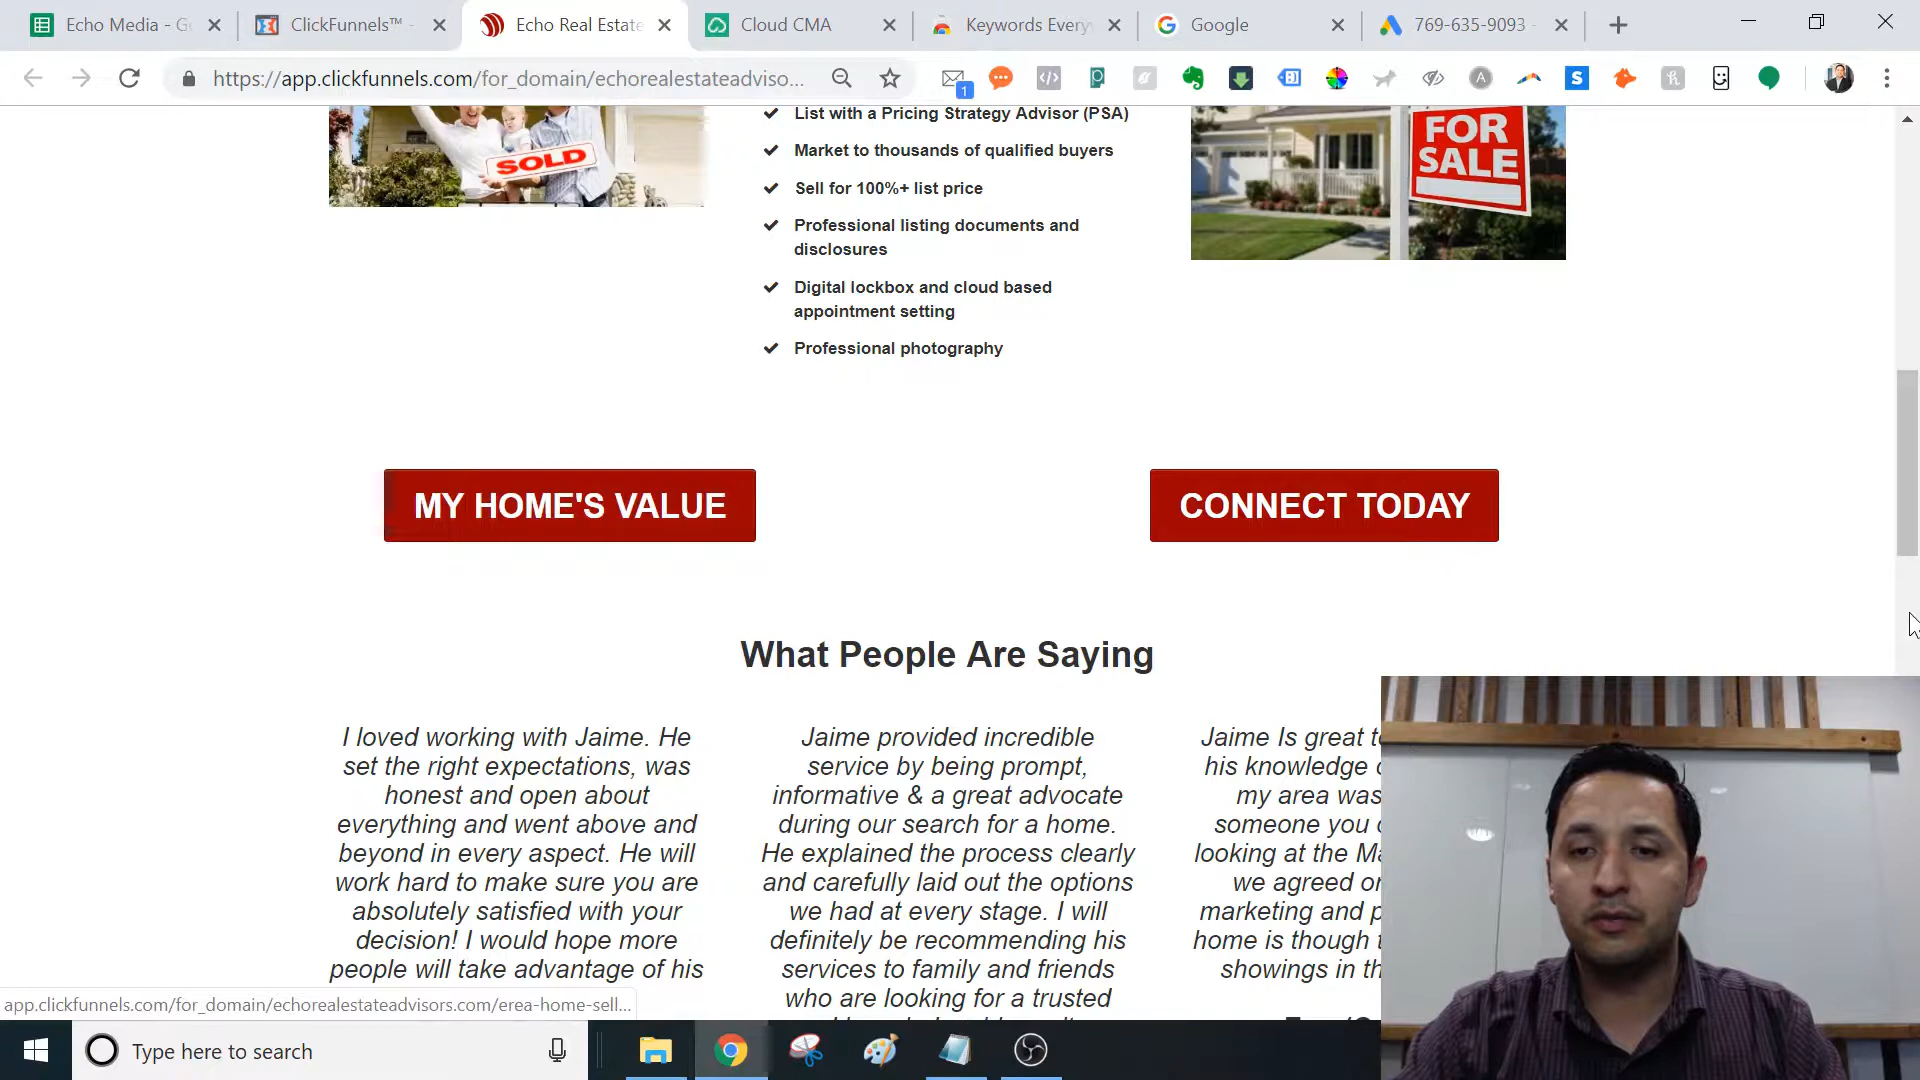 Echo Media - Go
ClickFunnels™ -
Echo Real Estate
Cloud CMA
Keywords Every
Google
769-635-9093 -
https://app.clickfunnels.com/for_domain/echorealestateadviso...
1
SOLD
List with a Pricing Strategy Advisor (PSA)
Market to thousands of qualified buyers
Sell for 100%+ list price
Professional listing documents and
disclosures
Digital lockbox and cloud based
appointment setting
Professional photography
FOR
SALE
MY HOME'S VALUE
CONNECT TODAY
What People Are Saying
I loved working with Jaime. He
set the right expectations, was
honest and open about
everything and went above and
beyond in every aspect. He will
work hard to make sure you are
absolutely satisfied with your
decision! I would hope more
people will take advantage of his
Jaime provided incredible
service by being prompt,
informative & a great advocate
during our search for a home.
He explained the process clearly
and carefully laid out the options
we had at every stage. I will
definitely be recommending his
services to family and friends
who are looking for a trusted
Jaime Is great
his knowledge
my area was
someone you
looking at the
we agreed
marketing and
home is though
showings in
app.clickfunnels.com/for_domain/echorealestateadvisors.com/erea-home-sell...
Type here to search